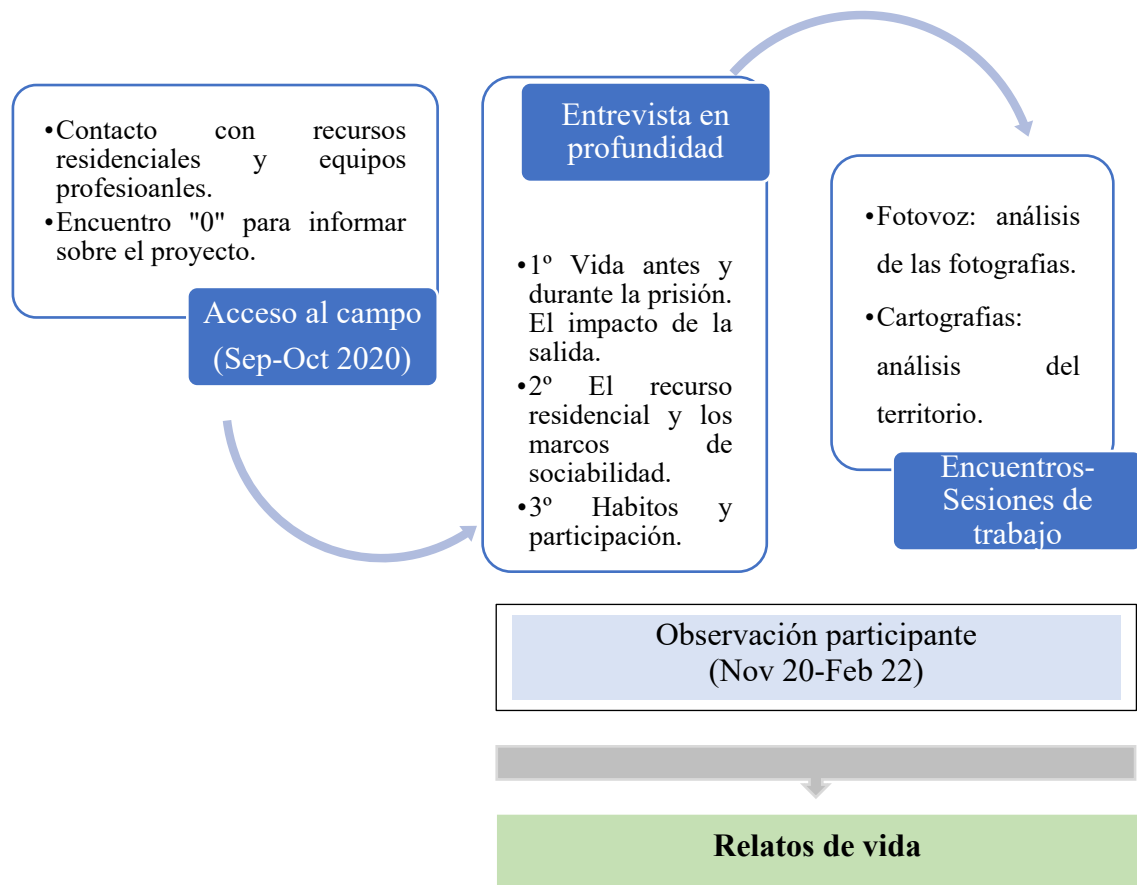 •Contacto con recursos
residenciales y equipos
profesioanles.
•Encuentro "0" para informar
sobre el proyecto.
Acceso al campo
(Sep-Oct 2020)
Entrevista en
profundidad
•1º Vida antes y
durante la prisión.
El impacto de la
salida.
•2º El recurso
residencial y los
marcos de
sociabilidad.
•3º Habitos y
participación.
•Fotovoz: análisis
de las fotografias.
•Cartografias:
análisis del
territorio.
Encuentros-
Sesiones de
trabajo
Observación participante
(Nov 20-Feb 22)
Relatos de vida